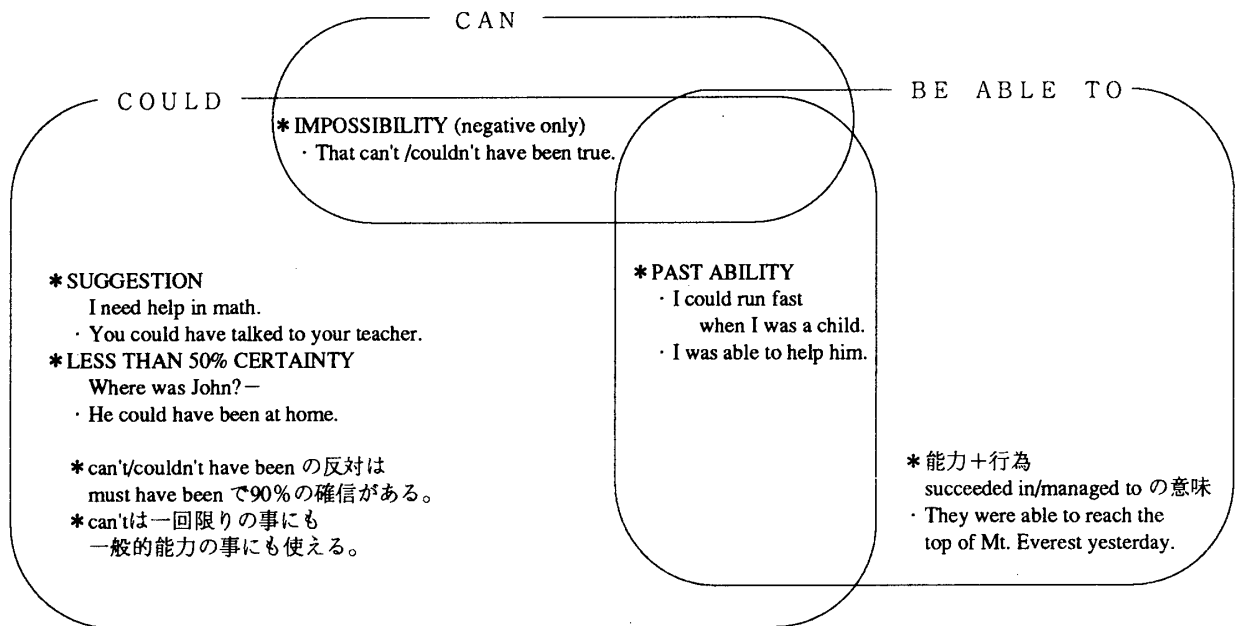 CAN
COULD
BE ABLE TO
* IMPOSSIBILITY (negative only)
· That can't /couldn't have been true.
* SUGGESTION
I need help in math.
· You could have talked to your teacher.
* LESS THAN 50% CERTAINTY
Where was John?—
· He could have been at home.
* can't/couldn't have been の反対は
must have been で90%の確信がある。
* can'tは一回限りの事にも
一般的能力の事にも使える。
* PAST ABILITY
· I could run fast
when I was a child.
· I was able to help him.
* 能力+行為
succeeded in/managed to の意味
· They were able to reach the
top of Mt. Everest yesterday.